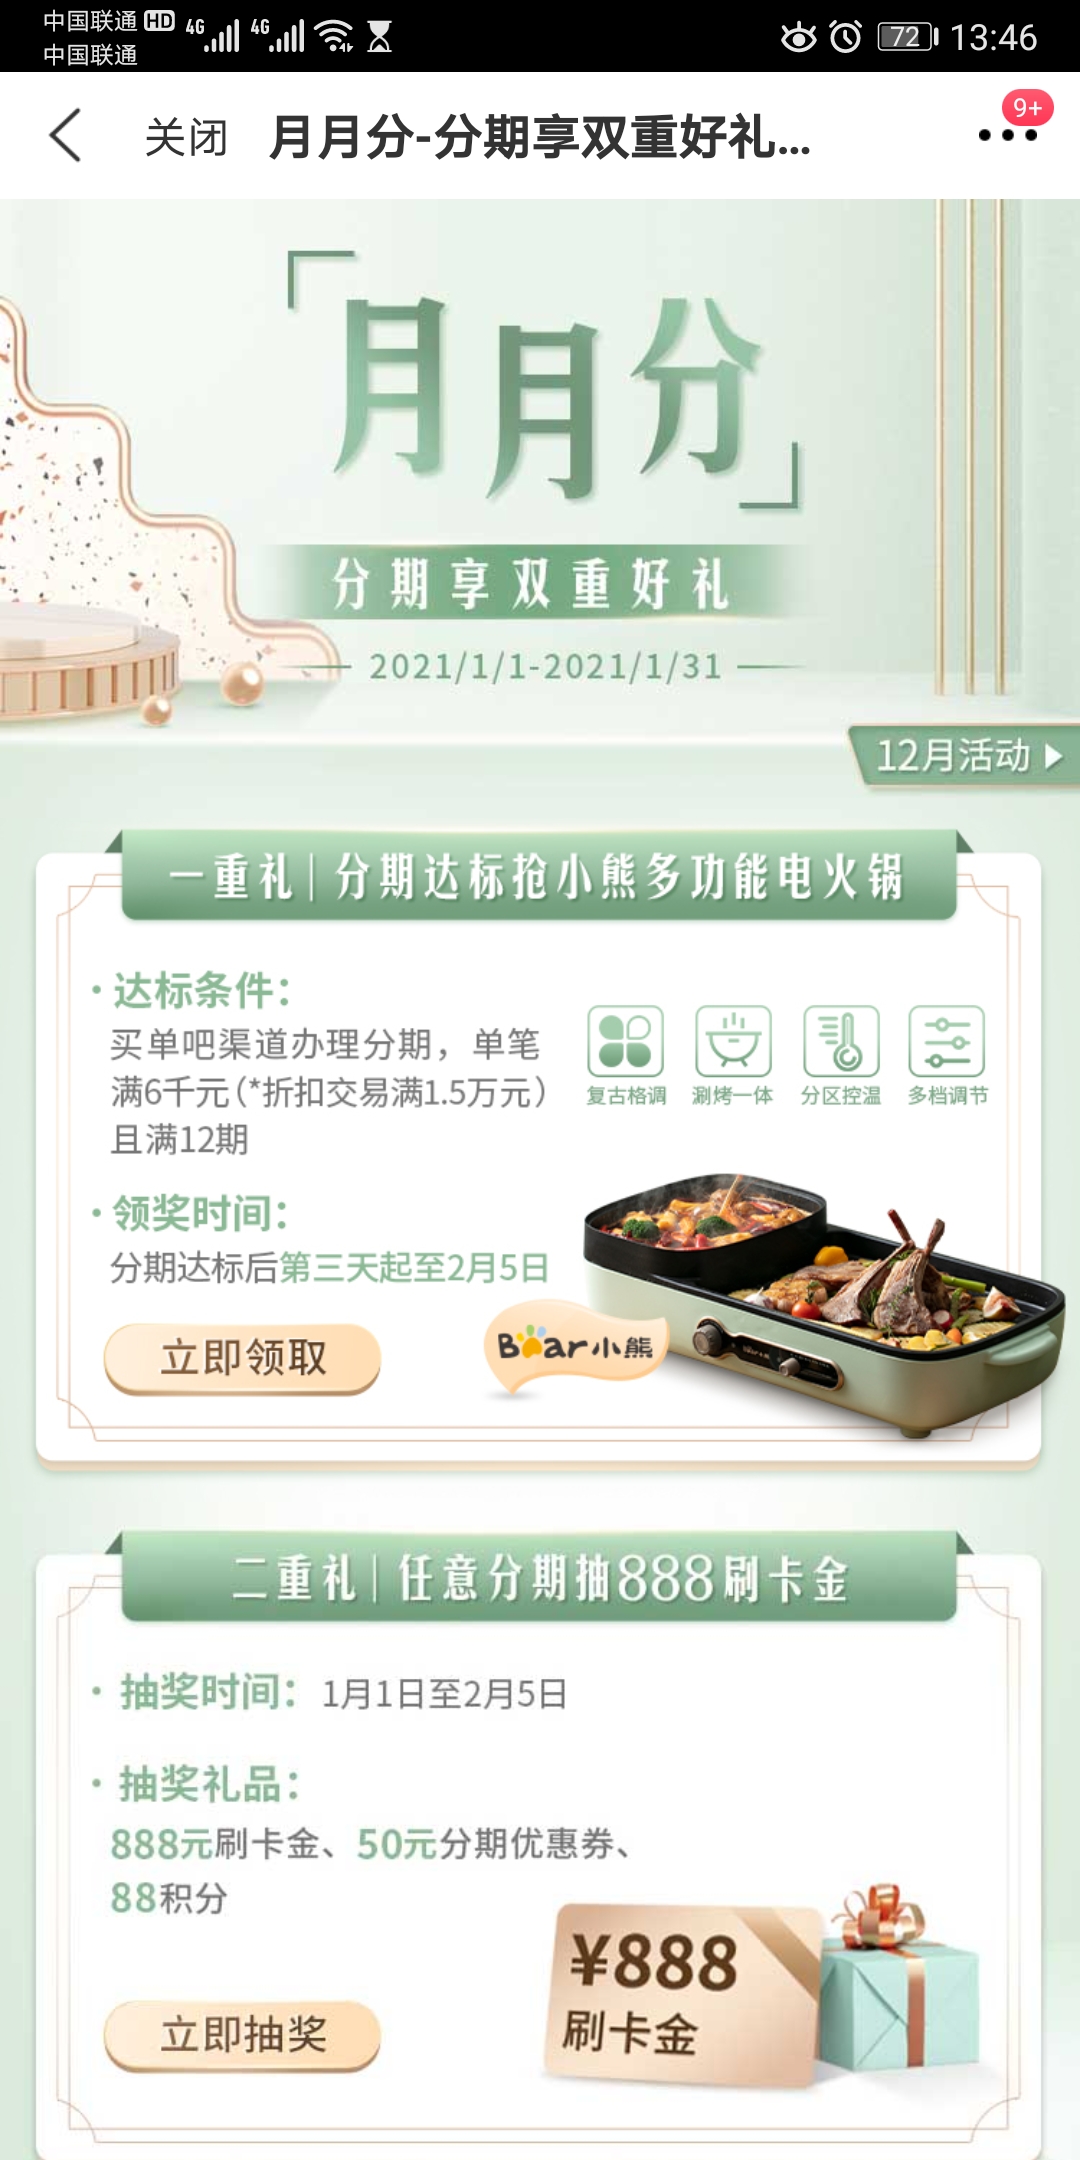 中国联通 HD 4G 4G 72 13:46
中国联通
关闭 月月分-分期享双重好礼... 9+
月月分
分期享双重好礼
2021/1/1-2021/1/31
12月活动
一重礼|分期达标抢小熊多功能电火锅
·达标条件：
买单吧渠道办理分期，单笔
满6千元（*折扣交易满1.5万元）
且满12期
复古格调 涮烤一体 分区控温 多档调节
·领奖时间：
分期达标后第三天起至2月5日
立即领取
Bear小熊
二重礼|任意分期抽888刷卡金
·抽奖时间：1月1日至2月5日
·抽奖礼品：
888元刷卡金、50元分期优惠券、
88积分
¥888
刷卡金
立即抽奖